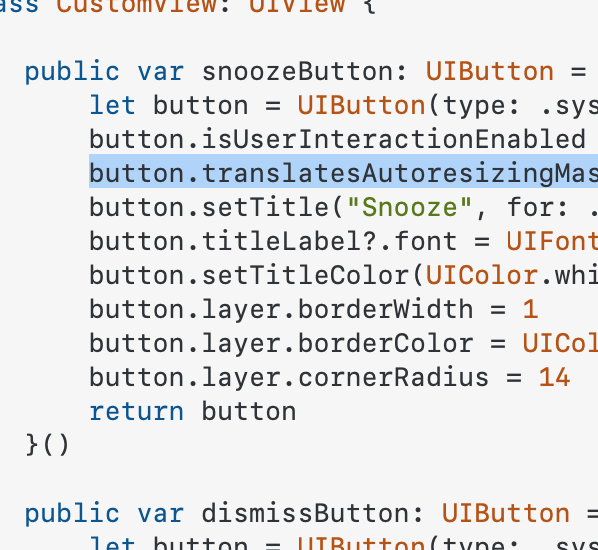 ass CustomView: UIView {
public var snoozeButton: UIButton =
let button = UIButton(type: .sys
button.isUserInteractionEnabled
button.translatesAutoresizingMas
button.setTitle("Snooze", for: .
button.titleLabel?.font = UIFont
button.setTitleColor(UIColor.whi
button.layer.borderWidth = 1
button.layer.borderColor = UICol
button.layer.cornerRadius = 14
return button
}()
public var dismissButton: UIButton =
let button = UIButton(type: .sys